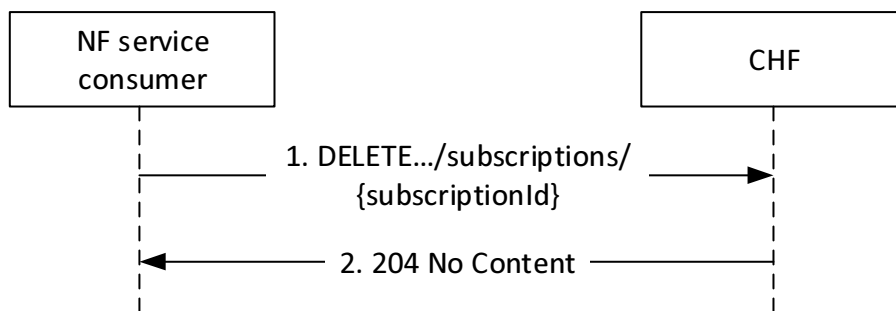 NF service
consumer
CHF
1. DELETE.../subscriptions/
{subscriptionId}
2. 204 No Content